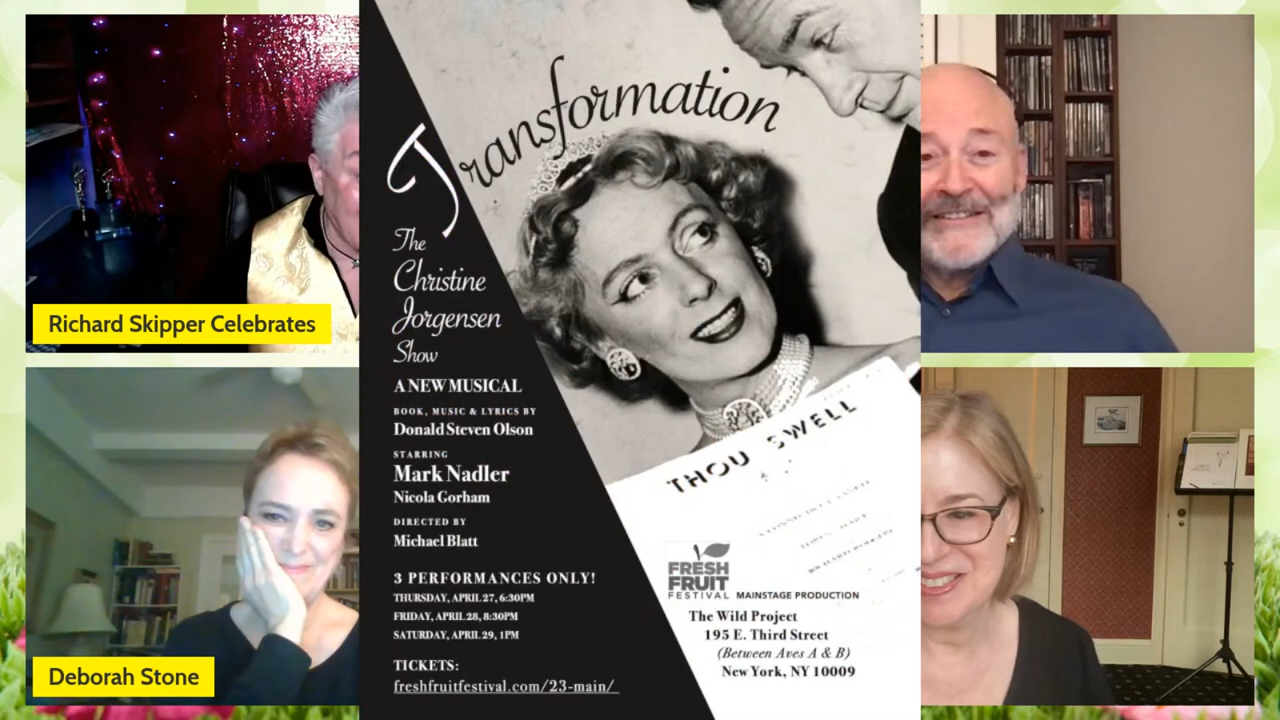 Transformation
The
Christine
Jorgensen
Show
A NEW MUSICAL
BOOK, MUSIC & LYRICS BY
Donald Steven Olson
STARRING
Mark Nadler
Nicola Gorham
DIRECTED BY
Michael Blatt
3 PERFORMANCES ONLY!
THURSDAY, APRIL 27, 6:30PM
FRIDAY, APRIL 28, 8:30PM
SATURDAY, APRIL 29, 1PM
TICKETS:
freshfruitfestival.com/23-main/
THOU SWELL
FRESH
FRUIT
FESTIVAL MAINSTAGE PRODUCTION
The Wild Project
195 E. Third Street
(Between Aves A & B)
New York, NY 10009
Richard Skipper Celebrates
Deborah Stone